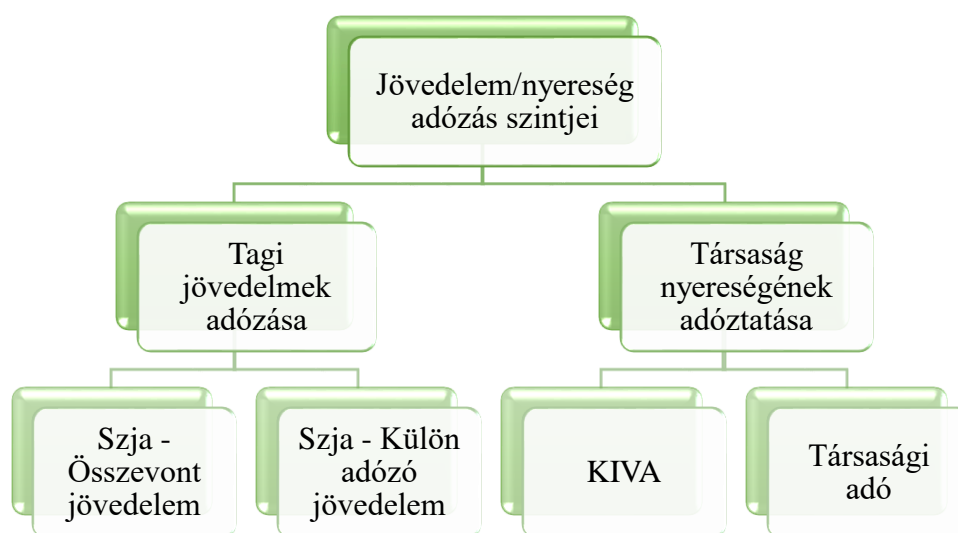 Jövedelem/nyereség
adózás szintjei
Tagi
jövedelmek
adózása
Társaság
nyereségének
adóztatása
Szja -
Összevont
jövedelem
Szja - Külön
adózó
jövedelem
KIVA
Társasági
adó